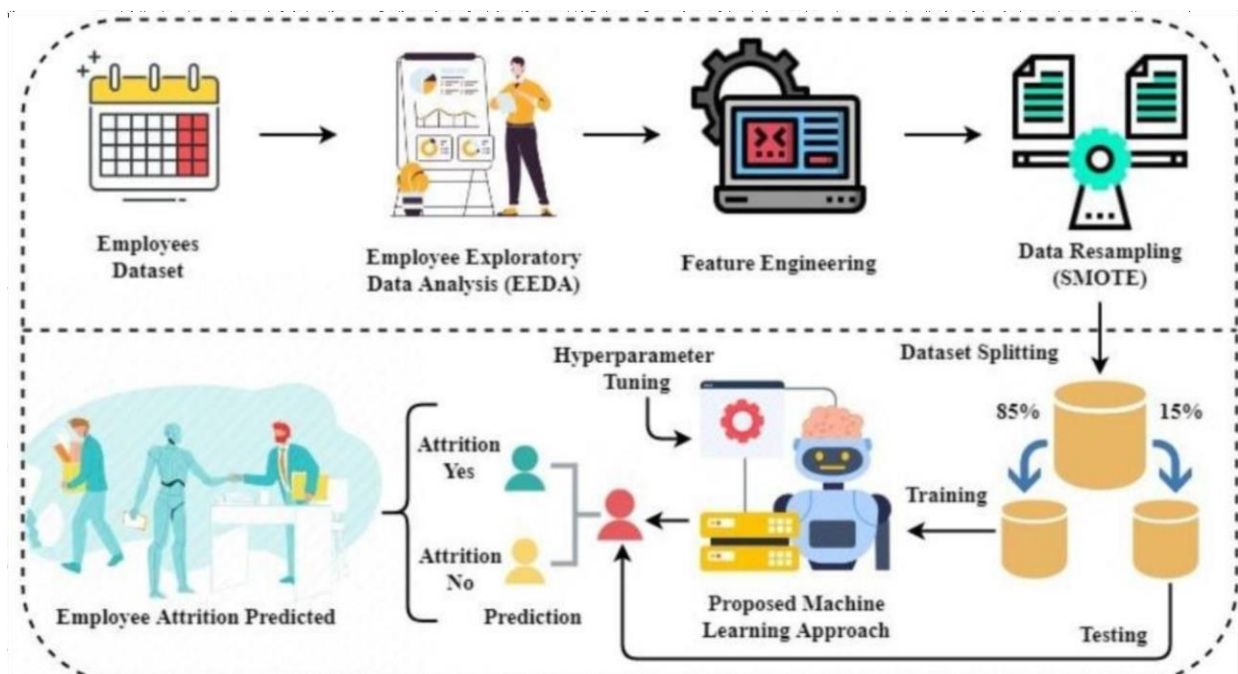 Employees
Dataset
Employee Exploratory
Data Analysis (EEDA)
Feature Engineering
Data Resampling
(SMOTE)
Hyperparameter
Tuning
Dataset Splitting
85%
15%
Attrition
Yes
Training
Attrition
No
Employee Attrition Predicted
Prediction
Proposed Machine
Learning Approach
Testing